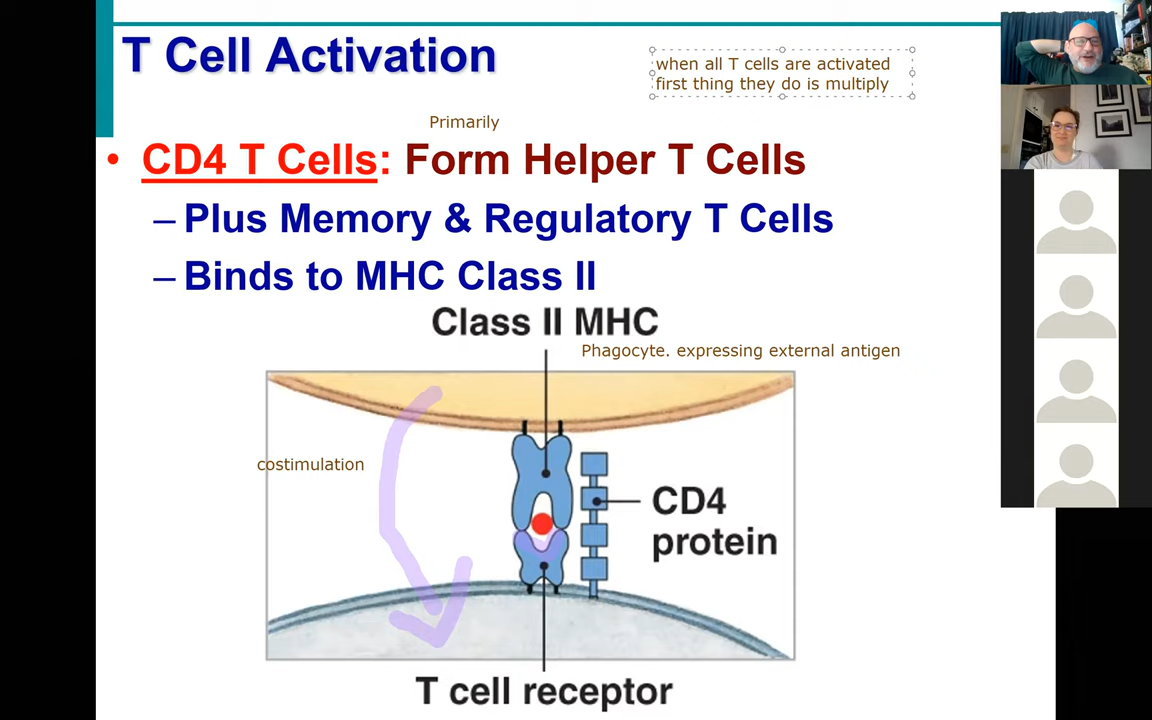 T Cell Activation
when all T cells are activated
first thing they do is multiply
Primarily
• CD4 T Cells: Form Helper T Cells
– Plus Memory & Regulatory T Cells
– Binds to MHC Class II
Class II MHC
Phagocyte. expressing external antigen
costimulation
CD4
protein
T cell receptor